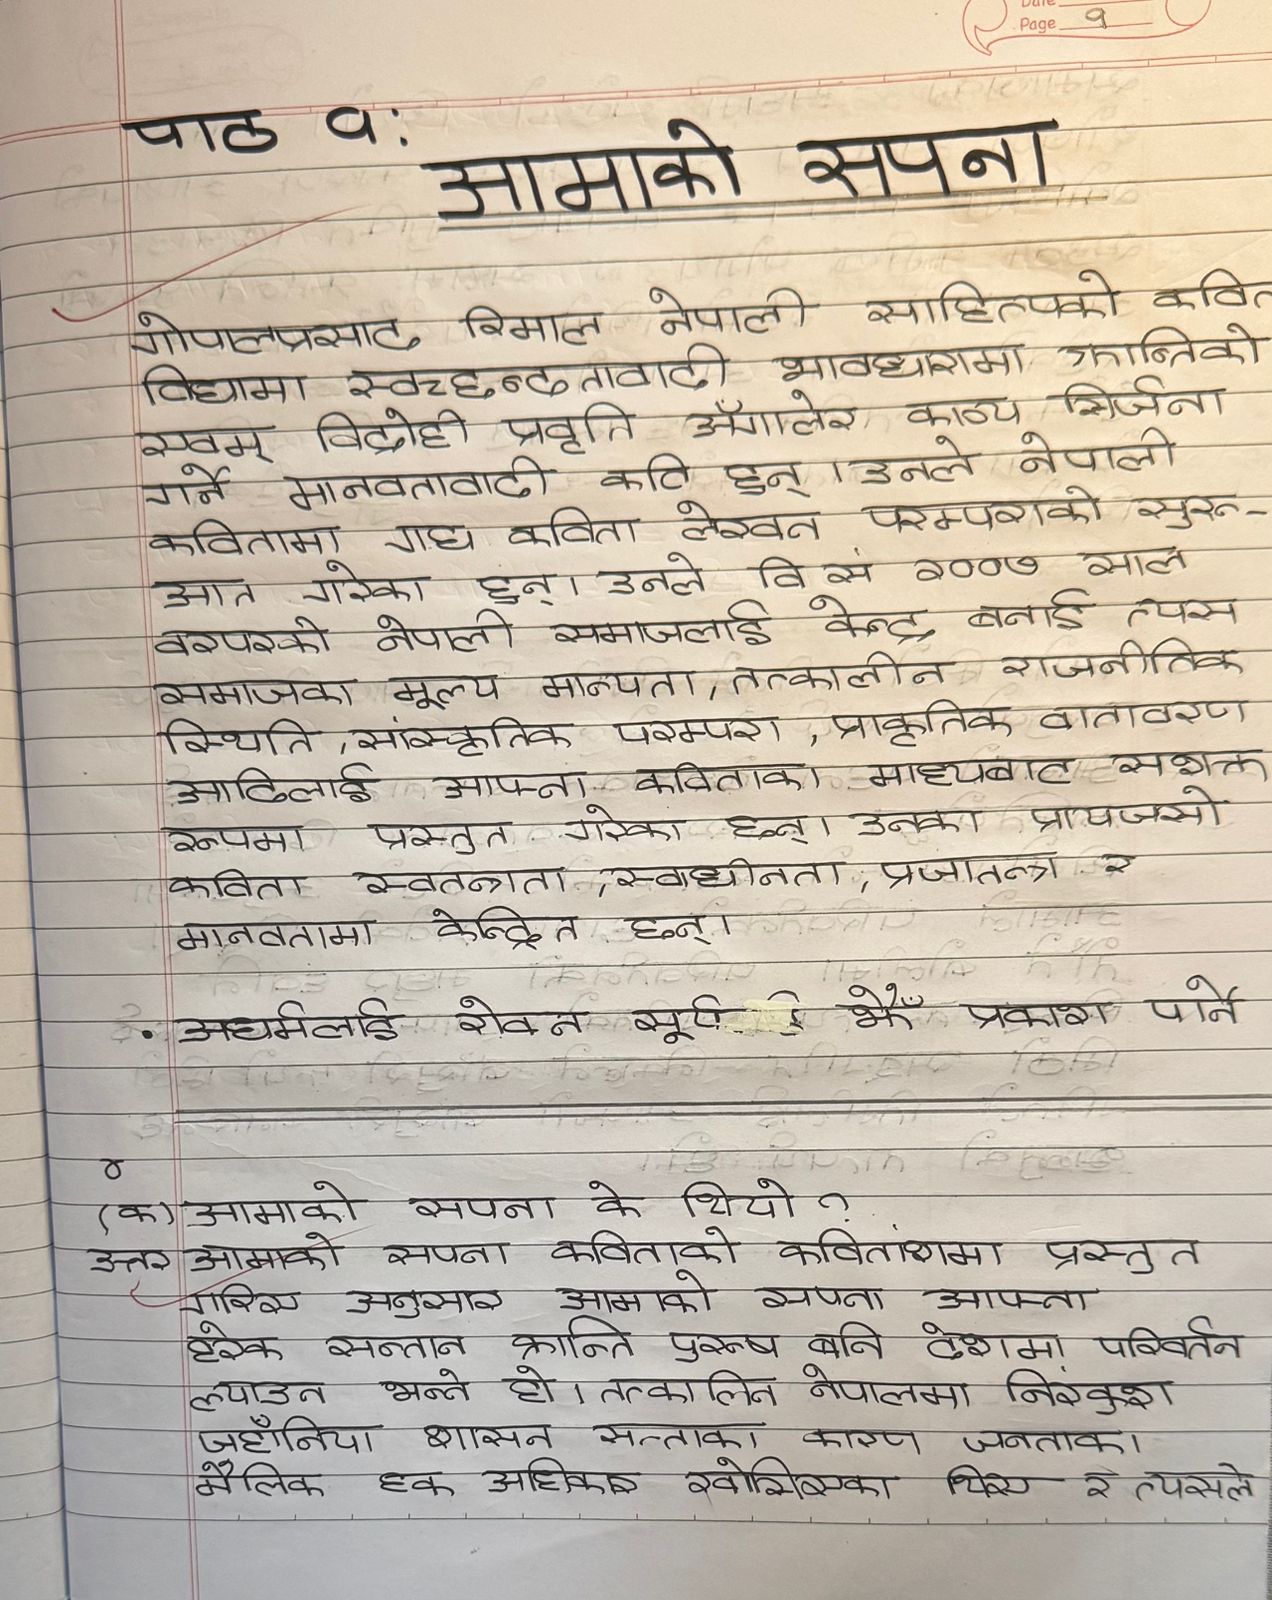 Date
Page 9
पाठ १:
आमाको सपना
गोपालप्रसाद रिमाल नेपाली साहित्यको कवित
विधामा स्वच्छन्दतावादी भावधारामा क्रान्तिको
एवम् विद्रोही प्रवृति अँगालेर काव्य सिर्जना
गर्ने मानवतावादी कवि हुन् । उनले नेपाली
कवितामा गद्य कविता लेखन परम्पराको सुरू-
आत गरेका हुन् । उनले वि सं २००७ साल
वरपरको नेपाली समाजलाई केन्द्र बनाई त्यस
समाजका मूल्य मान्यता, तत्कालीन राजनीतिक
स्थिति, सांस्कृतिक परम्परा, प्राकृतिक वातावरण
आदिलाई आफ्ना कविताका माध्यबाट सशक्त
रूपमा प्रस्तुत गरेका छन् । उनका प्रायजसो
कविता स्वतन्त्रता, स्वाधीनता, प्रजातन्त्र र
मानवतामा केन्द्रित छन् ।
• अधर्मलाई रोक्न सूर्य झैँ प्रकाश पार्ने
४
(क) आमाको सपना के थियो ?
उत्तर आमाको सपना कविताको कवितांशमा प्रस्तुत
गरिए अनुसार आमाको सपना आफ्ना
हरेक सन्तान क्रान्ति पुरूष बनि देशमा परिवर्तन
ल्याउन भन्ने हो । तत्कालिन नेपालमा निरंकुश
जहाँनिया शासन सत्ताका कारण जनताका
मैलिक हक अधिकार खोसिएका थिए र त्यसले